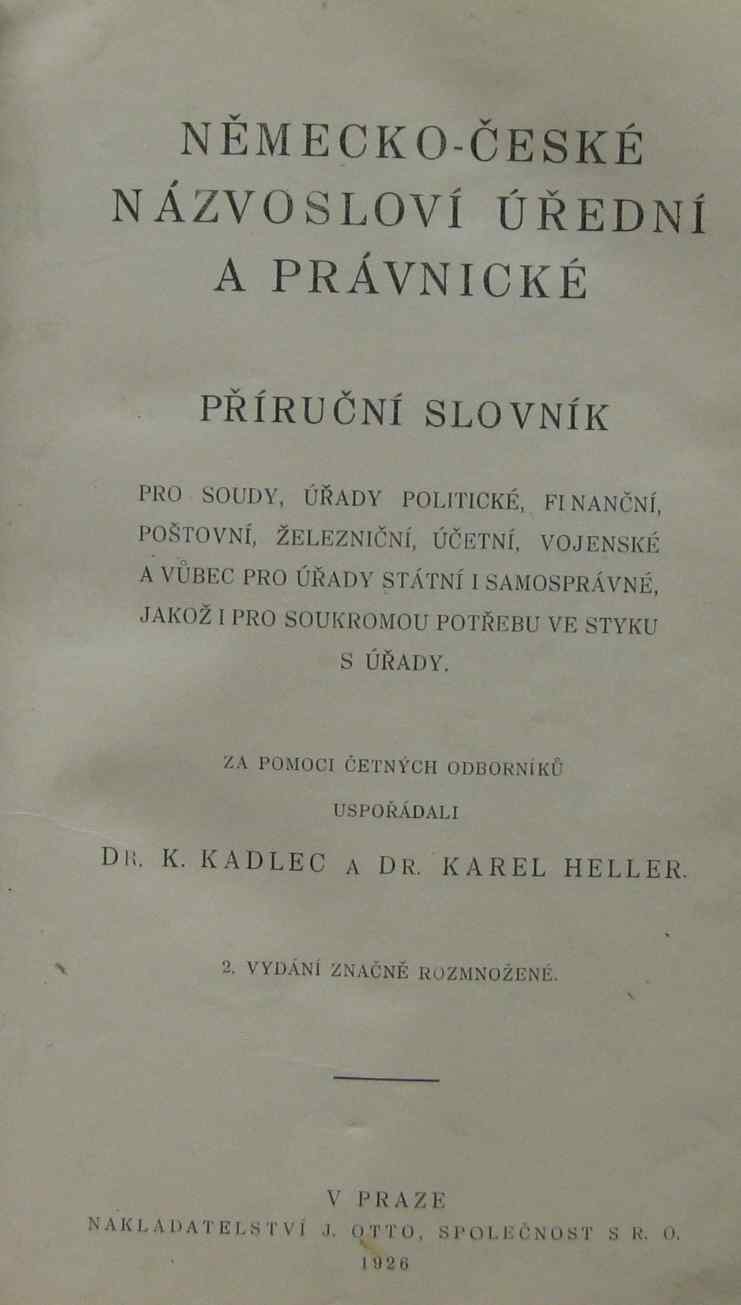 NĚMECKO-ČESKÉ
NÁZVOSLOVÍ ÚŘEDNÍ
A PRÁVNICKÉ
PŘÍRUČNÍ SLOVNÍK
PRO SOUDY, ÚŘADY POLITICKÉ, FINANČNÍ,
POŠTOVNÍ, ŽELEZNIČNÍ, ÚČETNÍ, VOJENSKÉ
A VŮBEC PRO ÚŘADY STÁTNÍ I SAMOSPRÁVNÉ,
JAKOŽ I PRO SOUKROMOU POTŘEBU VE STYKU
S ÚŘADY.
ZA POMOCI ČETNÝCH ODBORNÍKŮ
USPOŘÁDALI
DR. K. KADLEC A DR. KAREL HELLER.
2. VYDÁNÍ ZNAČNĚ ROZMNOŽENÉ.
V PRAZE
NAKLADATELSTVÍ J. OTTO, SPOLEČNOST S R. O.
1926